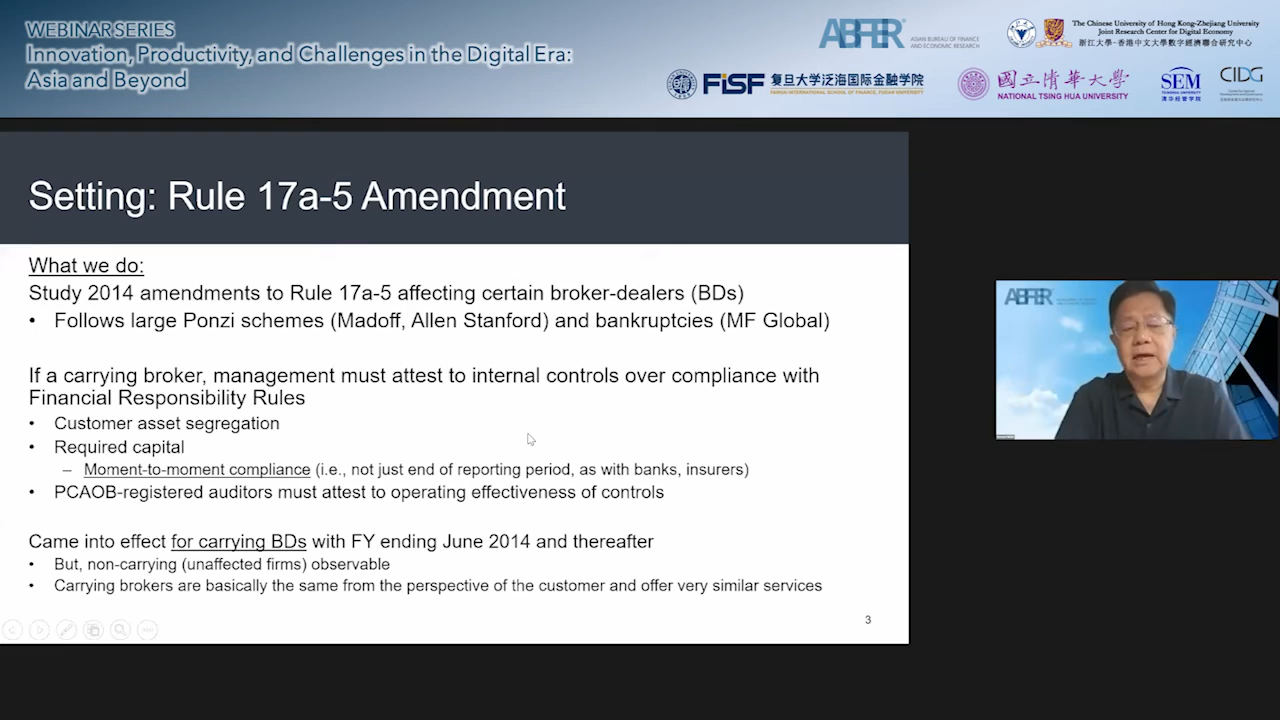 WEBINAR SERIES
Innovation, Productivity, and Challenges in the Digital Era:
Asia and Beyond
ABFER
ASIAN BUREAU OF FINANCE
AND ECONOMIC RESEARCH
The Chinese University of Hong Kong-Zhejiang University
Joint Research Center for Digital Economy
浙江大學-香港中文大學數字經濟聯合研究中心
FISF
复旦大学泛海国际金融学院
FANHAI INTERNATIONAL SCHOOL OF FINANCE, FUDAN UNIVERSITY
國立清華大學
NATIONAL TSING HUA UNIVERSITY
SEM
TSINGHUA UNIVERSITY
清华经管学院
CIDG
Setting: Rule 17a-5 Amendment
What we do:
Study 2014 amendments to Rule 17a-5 affecting certain broker-dealers (BDs)
• Follows large Ponzi schemes (Madoff, Allen Stanford) and bankruptcies (MF Global)
If a carrying broker, management must attest to internal controls over compliance with
Financial Responsibility Rules
• Customer asset segregation
• Required capital
– Moment-to-moment compliance (i.e., not just end of reporting period, as with banks, insurers)
• PCAOB-registered auditors must attest to operating effectiveness of controls
Came into effect for carrying BDs with FY ending June 2014 and thereafter
• But, non-carrying (unaffected firms) observable
• Carrying brokers are basically the same from the perspective of the customer and offer very similar services
3
ABFER